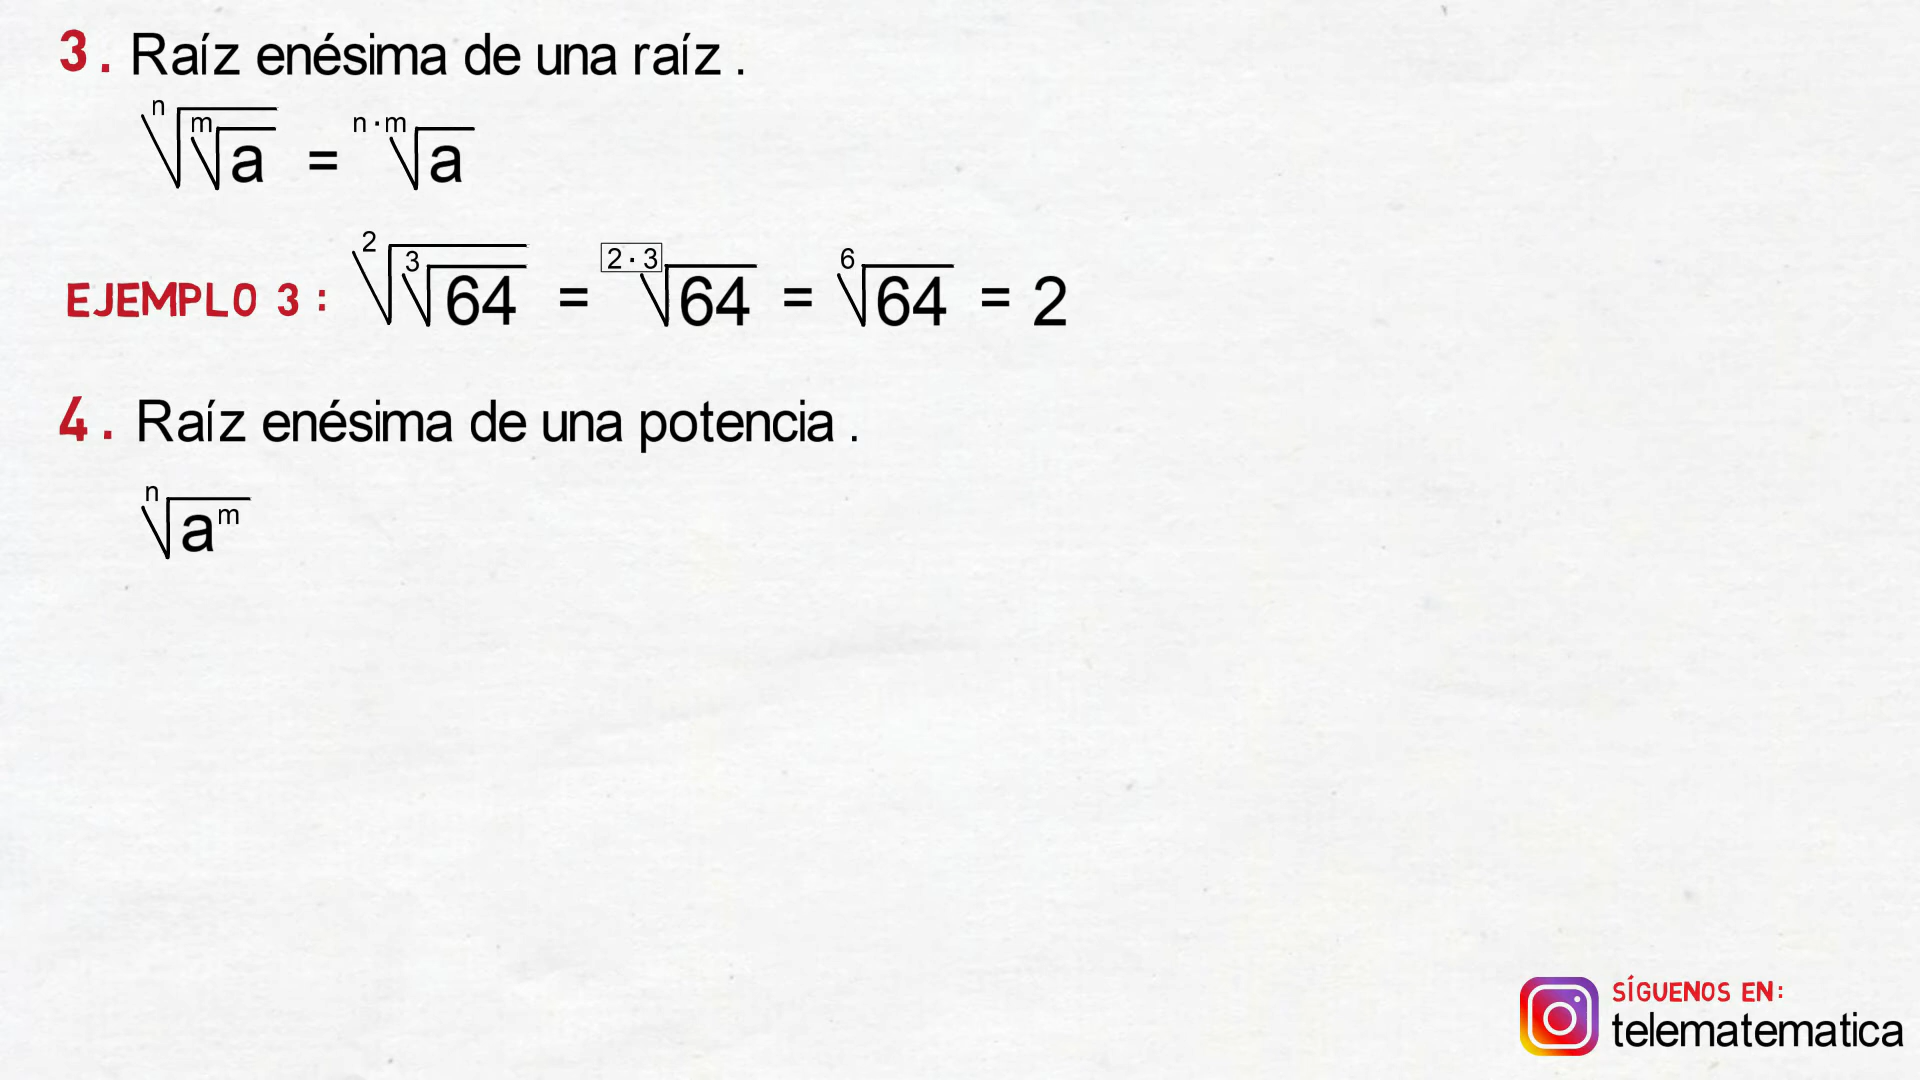 3. Raíz enésima de una raíz .
ⁿ√(ᵐ√a) = ⁿ·ᵐ√a
EJEMPLO 3 : ²√(³√64) = ²·³√64 = ⁶√64 = 2
4. Raíz enésima de una potencia .
ⁿ√(aᵐ)
SÍGUENOS EN:
telematematica